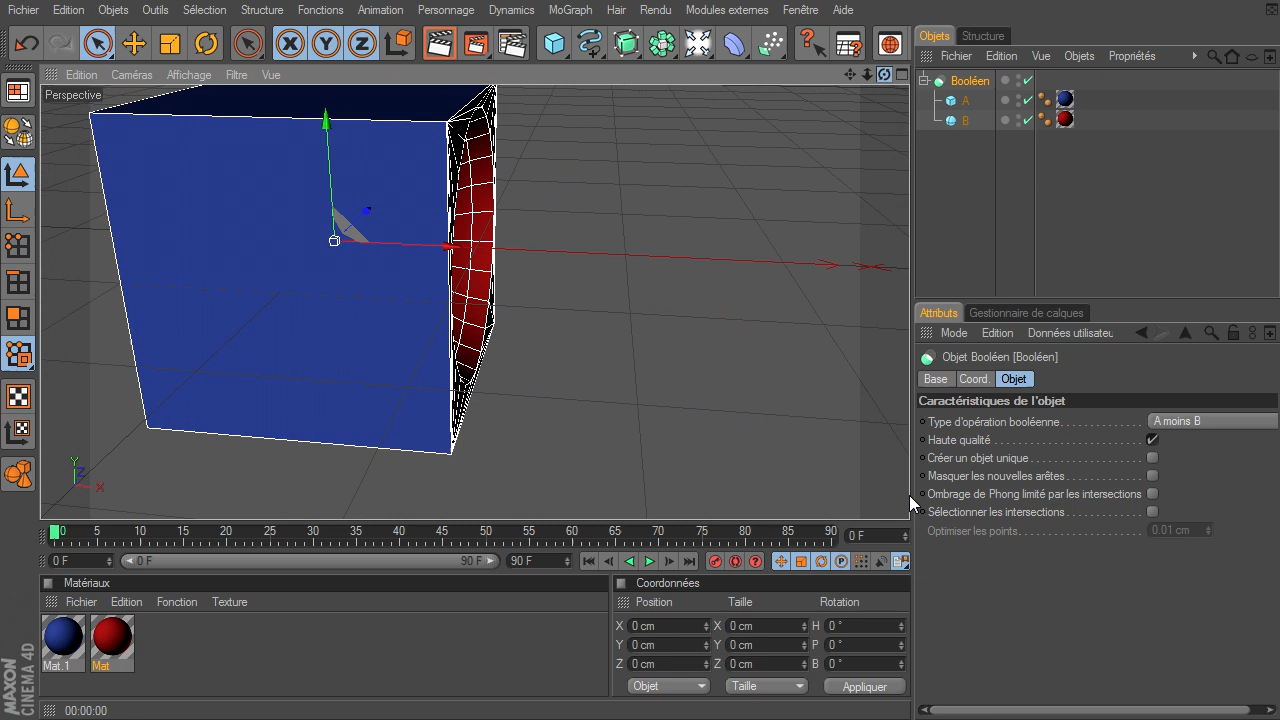 Fichier Edition Objets Outils Sélection Structure Fonctions Animation Personnage Dynamics MoGraph Hair Rendu Modules externes Fenêtre Aide
Edition Caméras Affichage Filtre Vue
Perspective
Y
Z
X
Objets Structure
Fichier Edition Vue Objets Propriétés
Booléen
A
B
Attributs Gestionnaire de calques
Mode Edition Données utilisateu
Objet Booléen [Booléen]
Base Coord. Objet
Caractéristiques de l'objet
Type d'opération booléenne. A moins B
Haute qualité
Créer un objet unique
Masquer les nouvelles arêtes
Ombrage de Phong limité par les intersections
Sélectionner les intersections
Optimiser les points. 0.01 cm
0 5 10 15 20 25 30 35 40 45 50 55 60 65 70 75 80 85 90 0 F
0 F 0 F 90 F 90 F
Matériaux
Fichier Edition Fonction Texture
Mat.1 Mat
Coordonnées
Position Taille Rotation
X 0 cm X 0 cm H 0 °
Y 0 cm Y 0 cm P 0 °
Z 0 cm Z 0 cm B 0 °
Objet Taille Appliquer
MAXON
CINEMA 4D
00:00:00